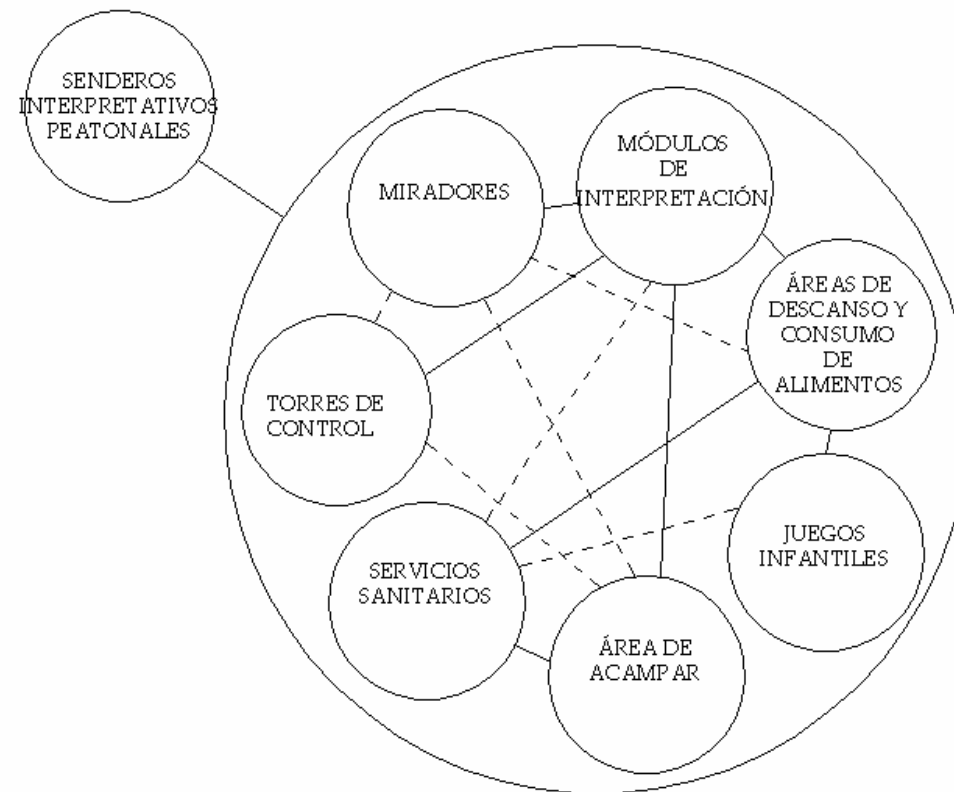 SENDEROS
INTERPRETATIVOS
PEATONALES
MIRADORES
MÓDULOS
DE
INTERPRETACIÓN
ÁREAS DE
DESCANSO Y
CONSUMO
DE
ALIMENTOS
TORRES DE
CONTROL
JUEGOS
INFANTILES
SERVICIOS
SANITARIOS
ÁREA DE
ACAMPAR